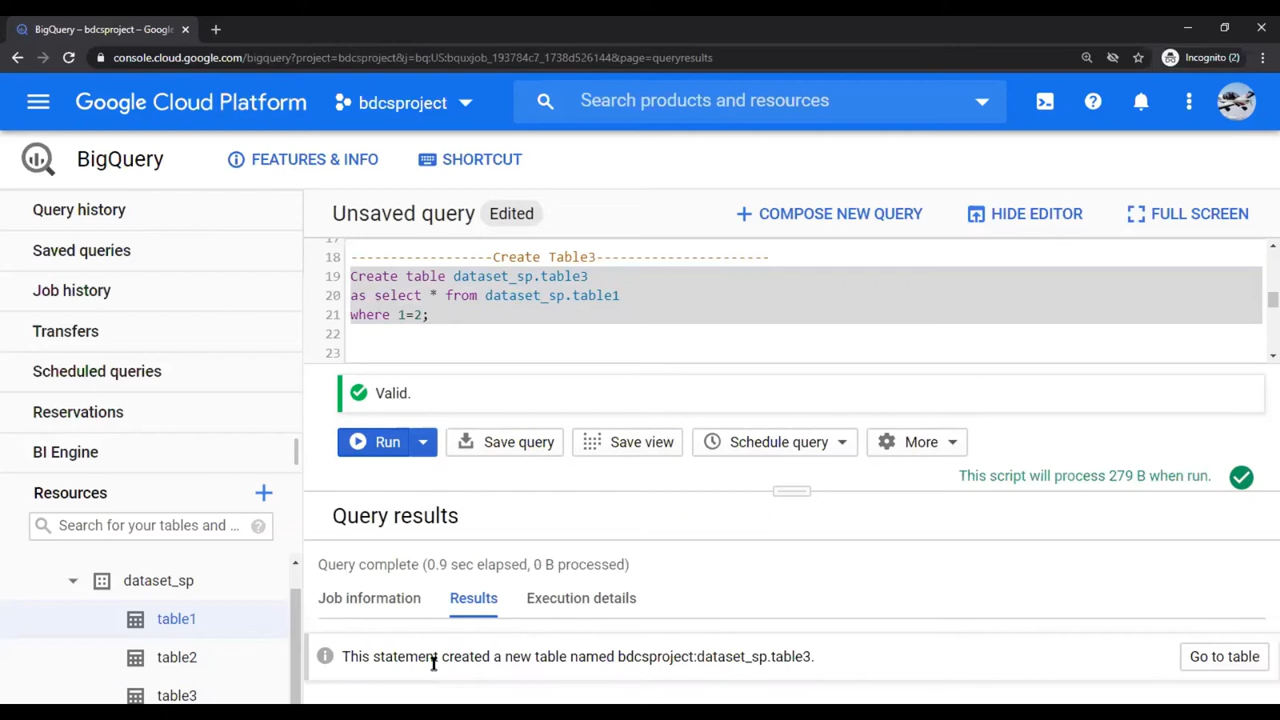 BigQuery – bdcsproject – Google
console.cloud.google.com/bigquery?project=bdcsproject&j=bq:US:bquxjob_193784c7_1738d526144&page=queryresults
Incognito (2)
Google Cloud Platform
bdcsproject
Search products and resources
BigQuery
FEATURES & INFO
SHORTCUT
Query history
Saved queries
Job history
Transfers
Scheduled queries
Reservations
BI Engine
Resources
Search for your tables and ...
dataset_sp
table1
table2
table3
Unsaved query Edited
COMPOSE NEW QUERY
HIDE EDITOR
FULL SCREEN
17
18 -----------------Create Table3---------------------
19 Create table dataset_sp.table3
20 as select * from dataset_sp.table1
21 where 1=2;
22
23
Valid.
Run
Save query
Save view
Schedule query
More
This script will process 279 B when run.
Query results
Query complete (0.9 sec elapsed, 0 B processed)
Job information Results Execution details
This statement created a new table named bdcsproject:dataset_sp.table3.
Go to table